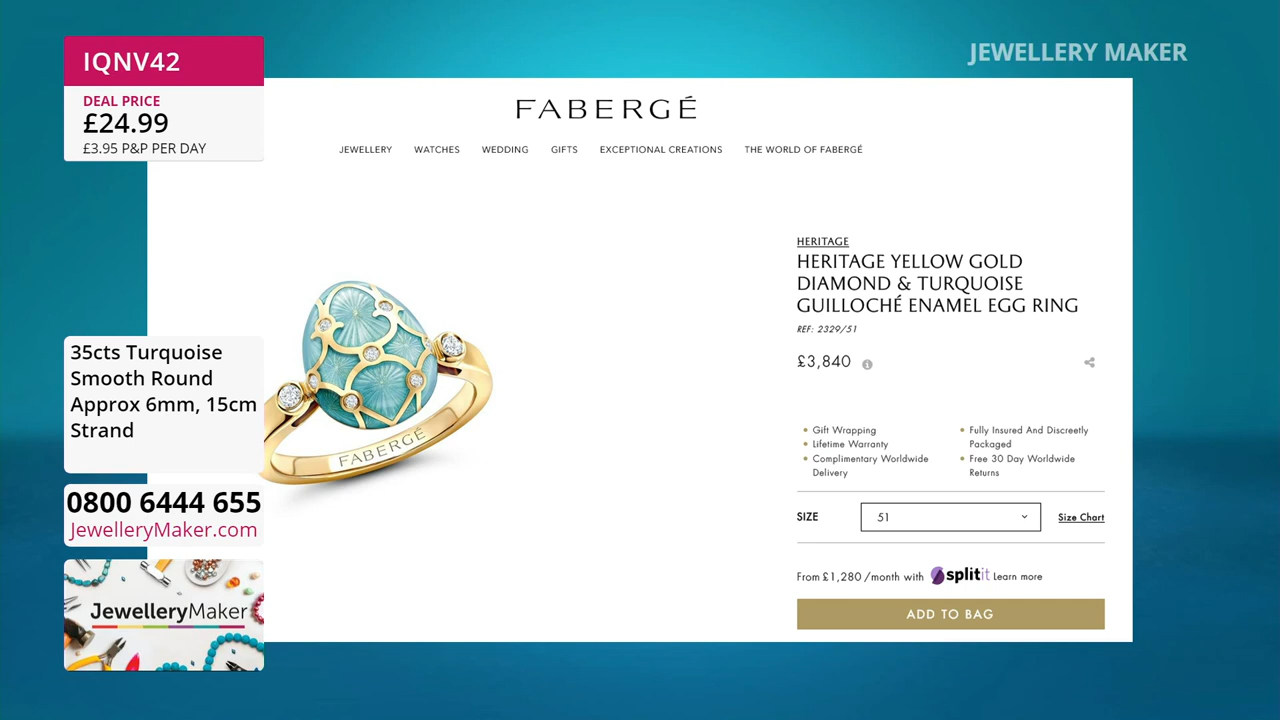 IQNV42
DEAL PRICE
£24.99
£3.95 P&P PER DAY
JEWELLERY MAKER
FABERGÉ
JEWELLERY WATCHES WEDDING GIFTS EXCEPTIONAL CREATIONS THE WORLD OF FABERGÉ
HERITAGE
HERITAGE YELLOW GOLD
DIAMOND & TURQUOISE
GUILLOCHÉ ENAMEL EGG RING
REF: 2329/51
£3,840
FABERGÉ
Gift Wrapping
Lifetime Warranty
Complimentary Worldwide
Delivery
Fully Insured And Discreetly
Packaged
Free 30 Day Worldwide
Returns
SIZE 51 Size Chart
From £1,280 /month with splitit Learn more
ADD TO BAG
35cts Turquoise
Smooth Round
Approx 6mm, 15cm
Strand
0800 6444 655
JewelleryMaker.com
JewelleryMaker